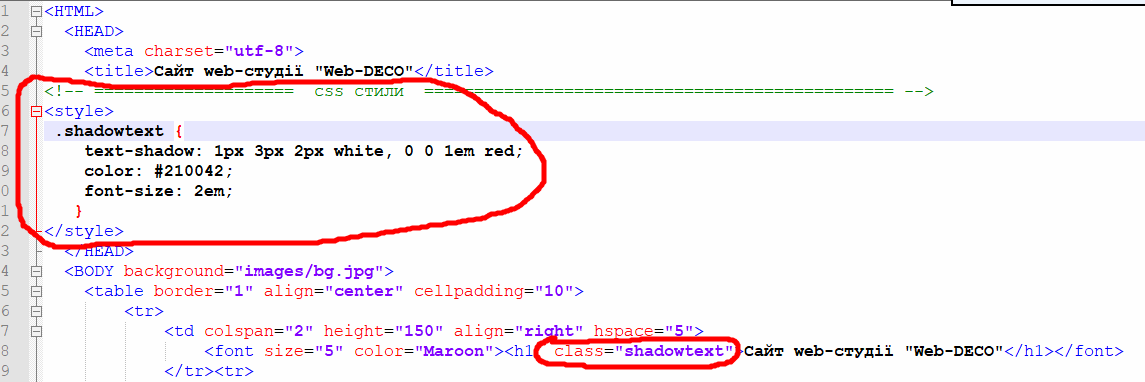 1 <HTML>
2 <HEAD>
3 <meta charset="utf-8">
4 <title>Сайт web-студії "Web-DECO"</title>
5 <!-- ==================== css стили =============================================== -->
6 <style>
7 .shadowtext {
8 text-shadow: 1px 3px 2px white, 0 0 1em red;
9 color: #210042;
0 font-size: 2em;
1 }
2 </style>
3 </HEAD>
4 <BODY background="images/bg.jpg">
5 <table border="1" align="center" cellpadding="10">
6 <tr>
7 <td colspan="2" height="150" align="right" hspace="5">
8 <font size="5" color="Maroon"><h1 class="shadowtext">Сайт web-студії "Web-DECO"</h1></font>
9 </tr><tr>